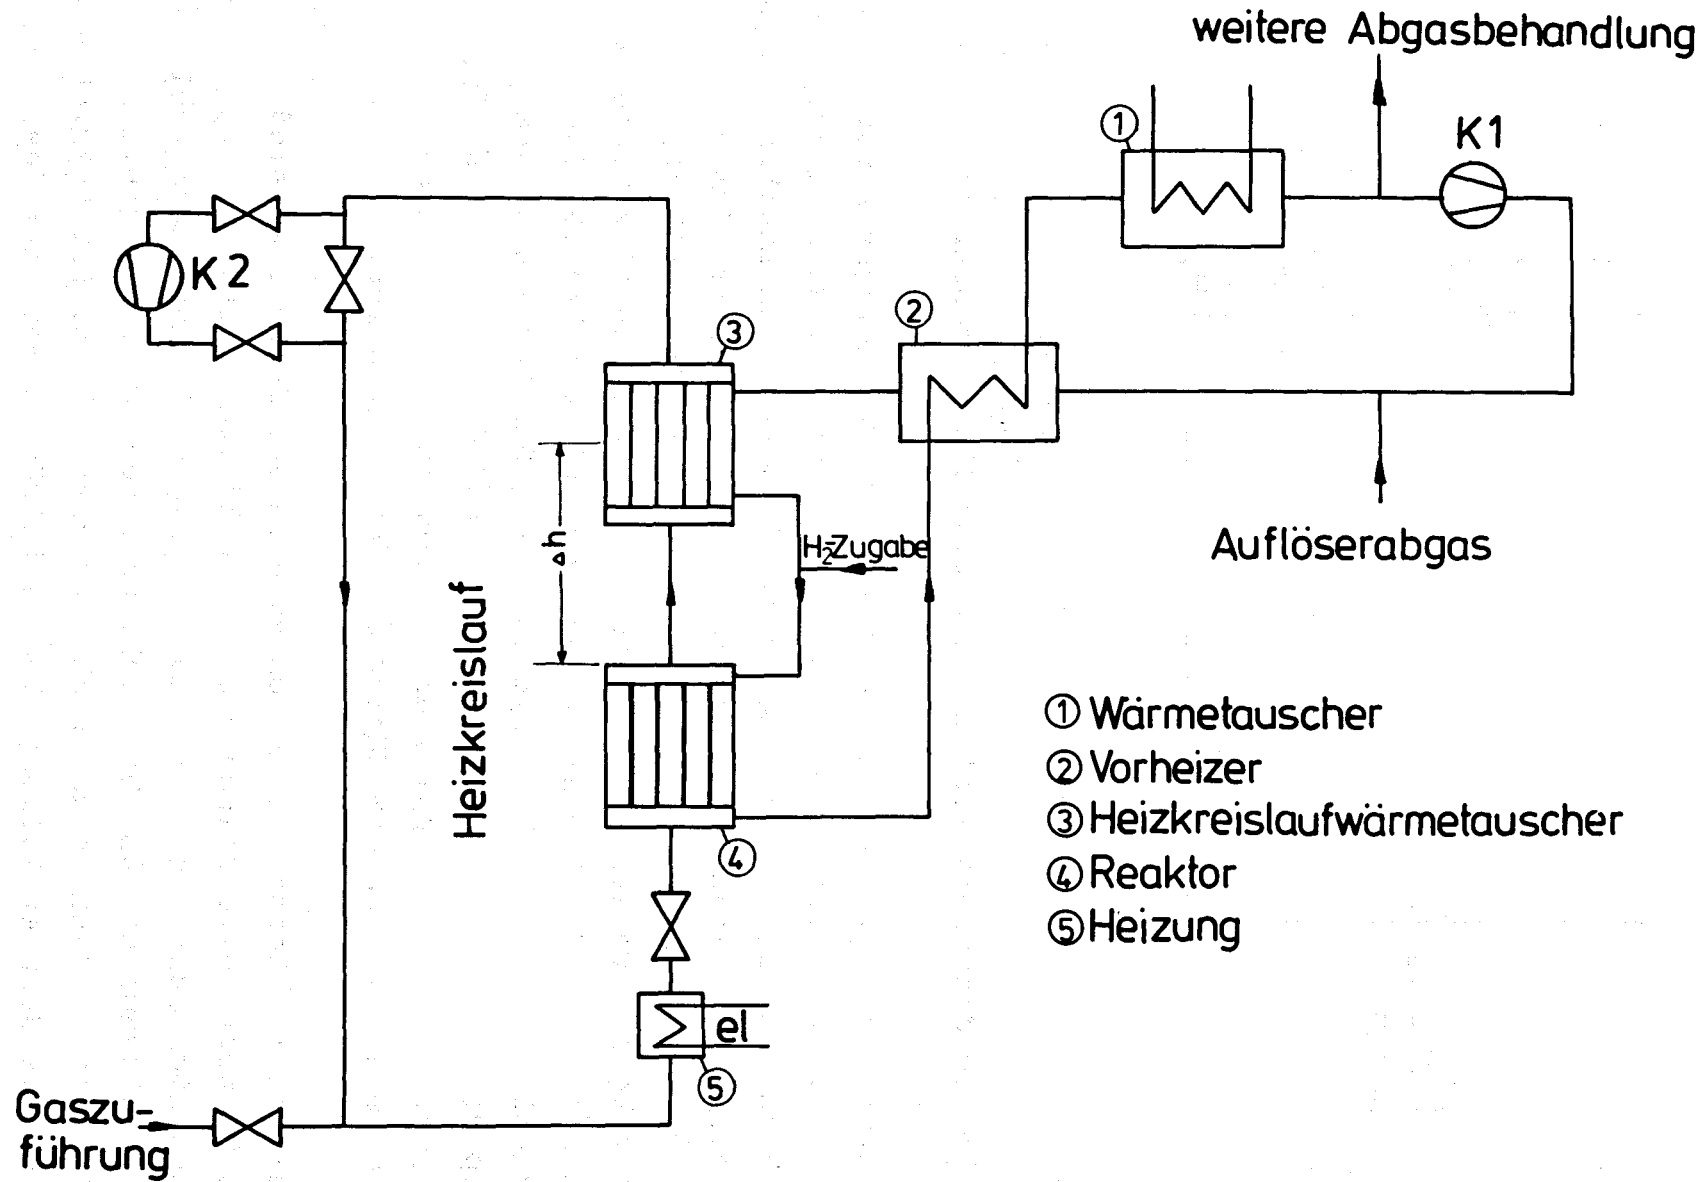 weitere Abgasbehandlung
①
K1
K2
②
③
H₂-Zugabe
Δh
Auflöserabgas
Heizkreislauf
① Wärmetauscher
② Vorheizer
③ Heizkreislaufwärmetauscher
④ Reaktor
⑤ Heizung
④
el
⑤
Gaszu-
führung